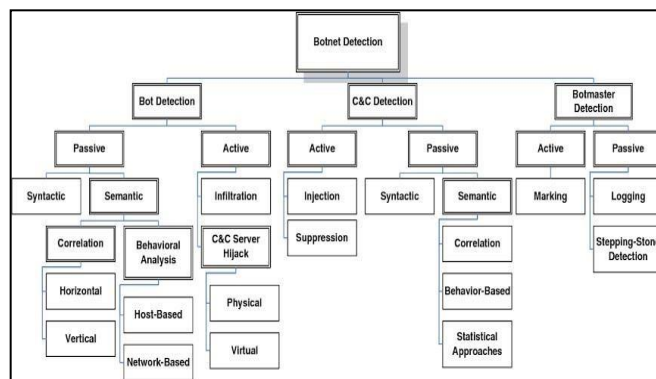 Botnet Detection
Bot Detection
C&C Detection
Botmaster
Detection
Passive
Active
Active
Passive
Active
Passive
Syntactic
Semantic
Infiltration
Injection
Syntactic
Semantic
Marking
Logging
Correlation
Behavioral
Analysis
C&C Server
Hijack
Suppression
Correlation
Stepping-Stone
Detection
Horizontal
Host-Based
Physical
Behavior-Based
Vertical
Network-Based
Virtual
Statistical
Approaches